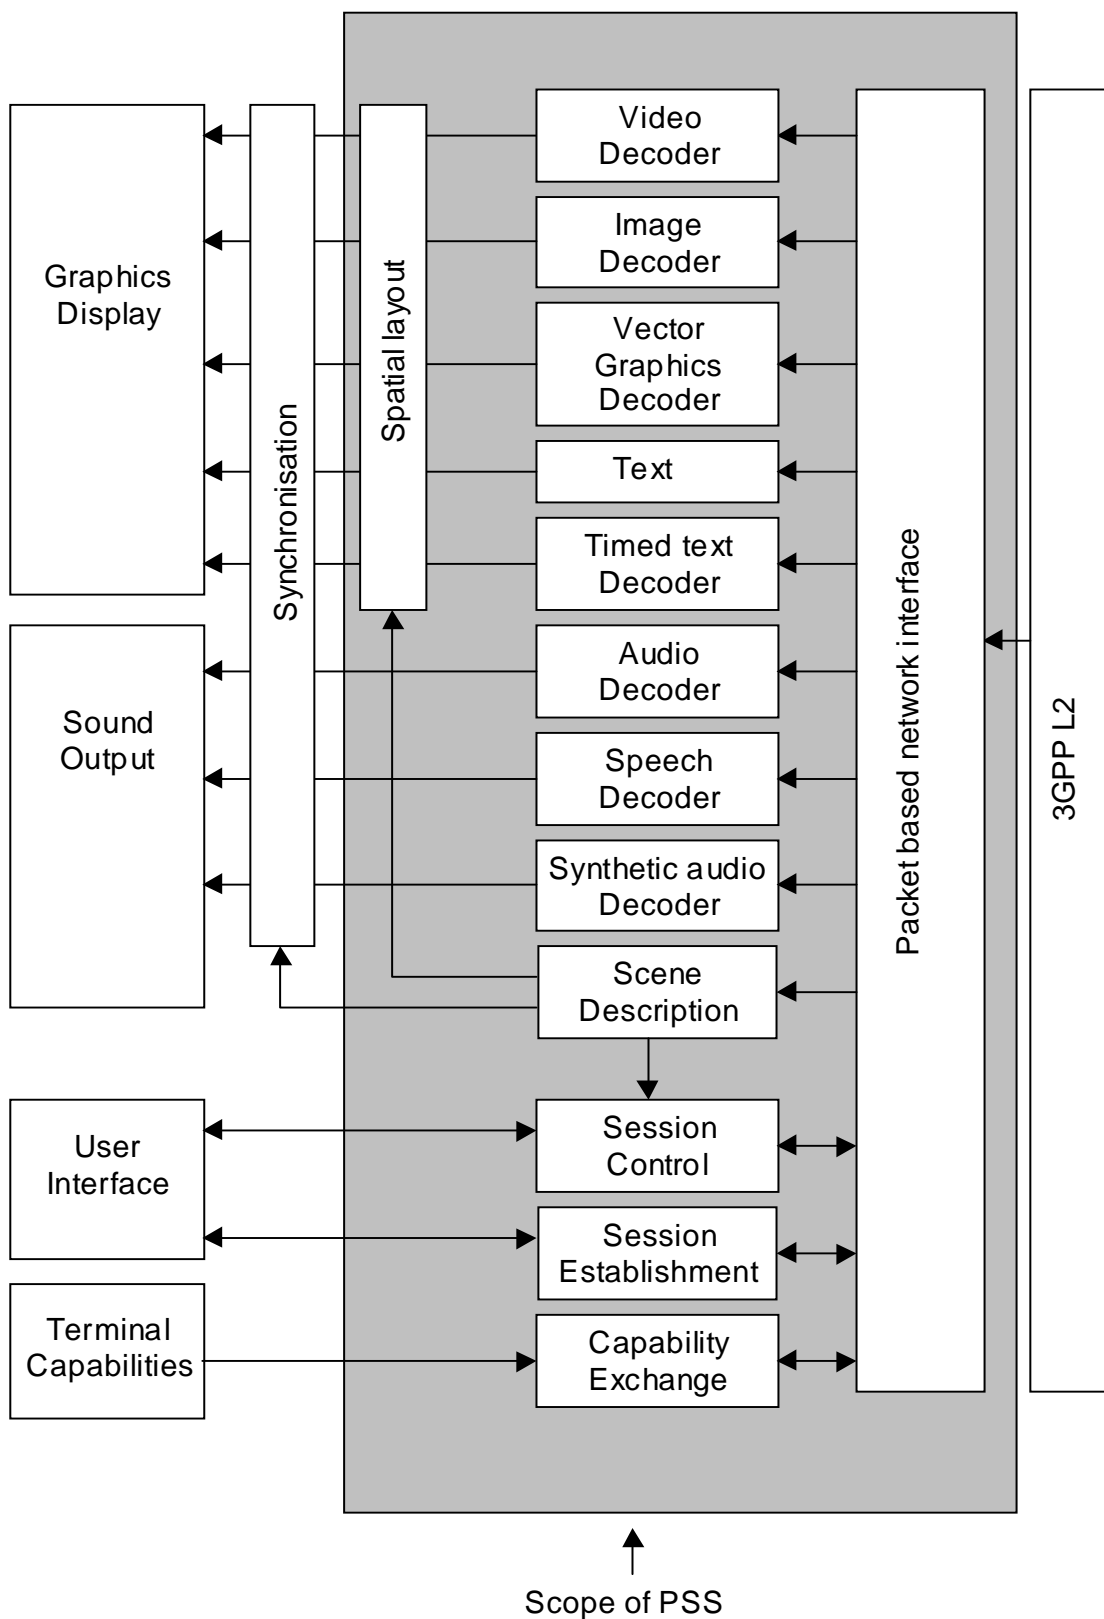 Graphics
Display
Sound
Output
User
Interface
Terminal
Capabilities
Synchronisation
Spatial layout
Video
Decoder
Image
Decoder
Vector
Graphics
Decoder
Text
Timed text
Decoder
Audio
Decoder
Speech
Decoder
Synthetic audio
Decoder
Scene
Description
Session
Control
Session
Establishment
Capability
Exchange
Packet based network interface
3GPP L2
Scope of PSS